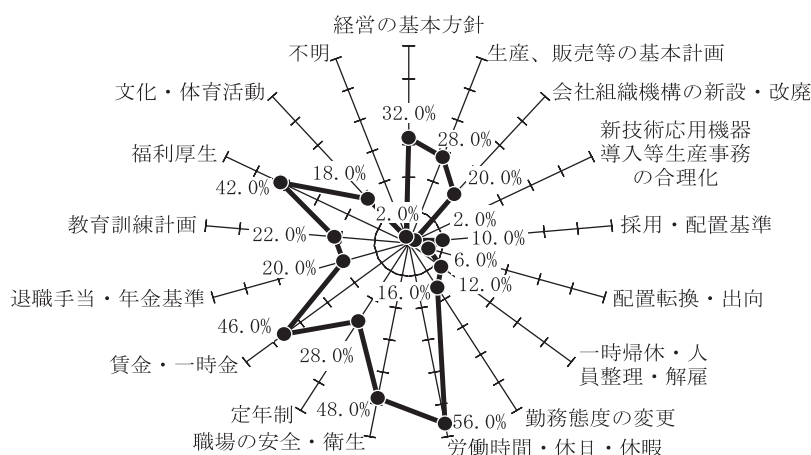 経営の基本方針
不明
生産、販売等の基本計画
文化・体育活動
会社組織機構の新設・改廃
32.0%
新技術応用機器
導入等生産事務
の合理化
28.0%
福利厚生
18.0%
20.0%
42.0%
2.0%
2.0%
教育訓練計画
22.0%
10.0%
採用・配置基準
6.0%
20.0%
12.0%
退職手当・年金基準
16.0%
配置転換・出向
46.0%
賃金・一時金
28.0%
一時帰休・人
員整理・解雇
定年制
48.0%
56.0%
勤務態度の変更
職場の安全・衛生
労働時間・休日・休暇